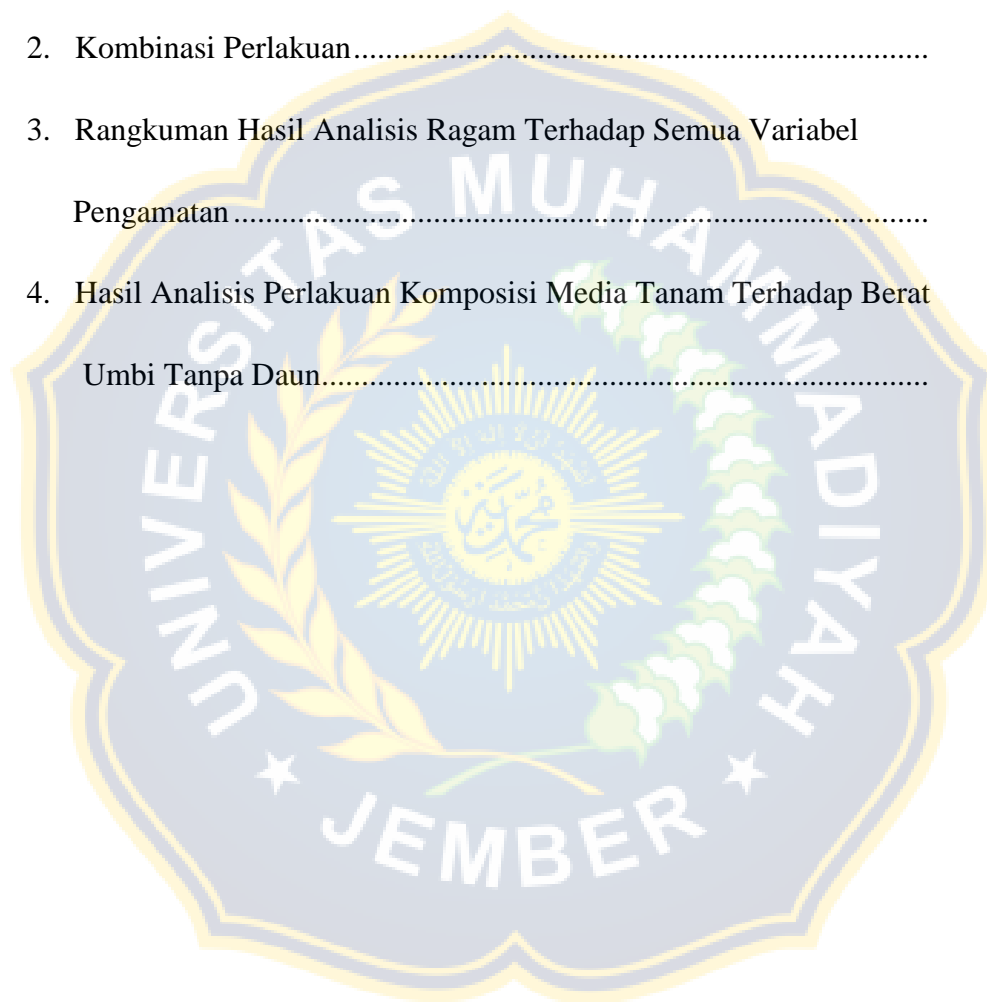 2. Kombinasi Perlakuan........................................................................
3. Rangkuman Hasil Analisis Ragam Terhadap Semua Variabel
Pengamatan.......................................................................................
4. Hasil Analisis Perlakuan Komposisi Media Tanam Terhadap Berat
Umbi Tanpa Daun............................................................................
UNIVERSITAS MUHAMMADIYAH
JEMBER